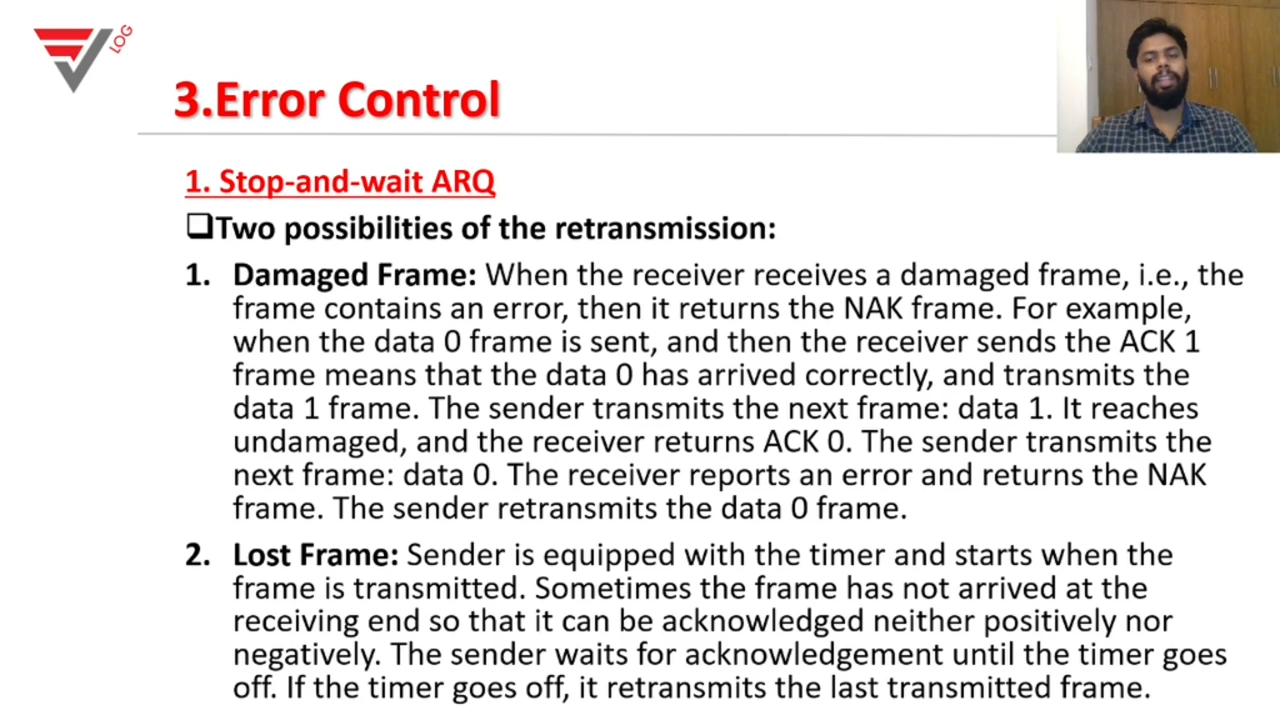 LOG
3.Error Control
1. Stop-and-wait ARQ
❑Two possibilities of the retransmission:
1. Damaged Frame: When the receiver receives a damaged frame, i.e., the
frame contains an error, then it returns the NAK frame. For example,
when the data 0 frame is sent, and then the receiver sends the ACK 1
frame means that the data 0 has arrived correctly, and transmits the
data 1 frame. The sender transmits the next frame: data 1. It reaches
undamaged, and the receiver returns ACK 0. The sender transmits the
next frame: data 0. The receiver reports an error and returns the NAK
frame. The sender retransmits the data 0 frame.
2. Lost Frame: Sender is equipped with the timer and starts when the
frame is transmitted. Sometimes the frame has not arrived at the
receiving end so that it can be acknowledged neither positively nor
negatively. The sender waits for acknowledgement until the timer goes
off. If the timer goes off, it retransmits the last transmitted frame.